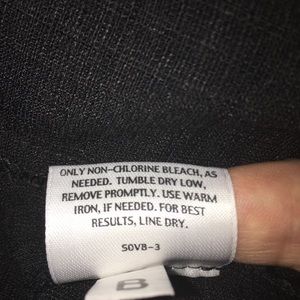 ONLY NON-CHLORINE BLEACH, AS
NEEDED. TUMBLE DRY LOW,
REMOVE PROMPTLY. USE WARM
IRON, IF NEEDED. FOR BEST
RESULTS, LINE DRY.
S0V8-3
B